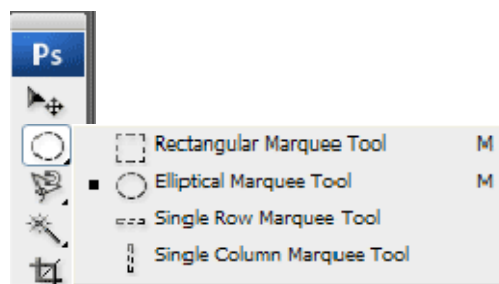 Ps
Rectangular Marquee Tool M
Elliptical Marquee Tool M
Single Row Marquee Tool
Single Column Marquee Tool